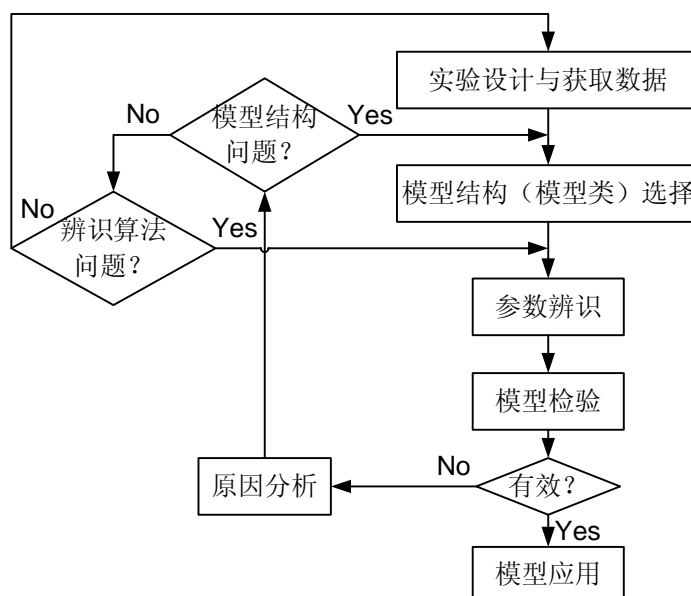 实验设计与获取数据
No
模型结构
问题？
Yes
模型结构（模型类）选择
No
辨识算法
问题？
Yes
参数辨识
模型检验
原因分析
No
有效？
Yes
模型应用